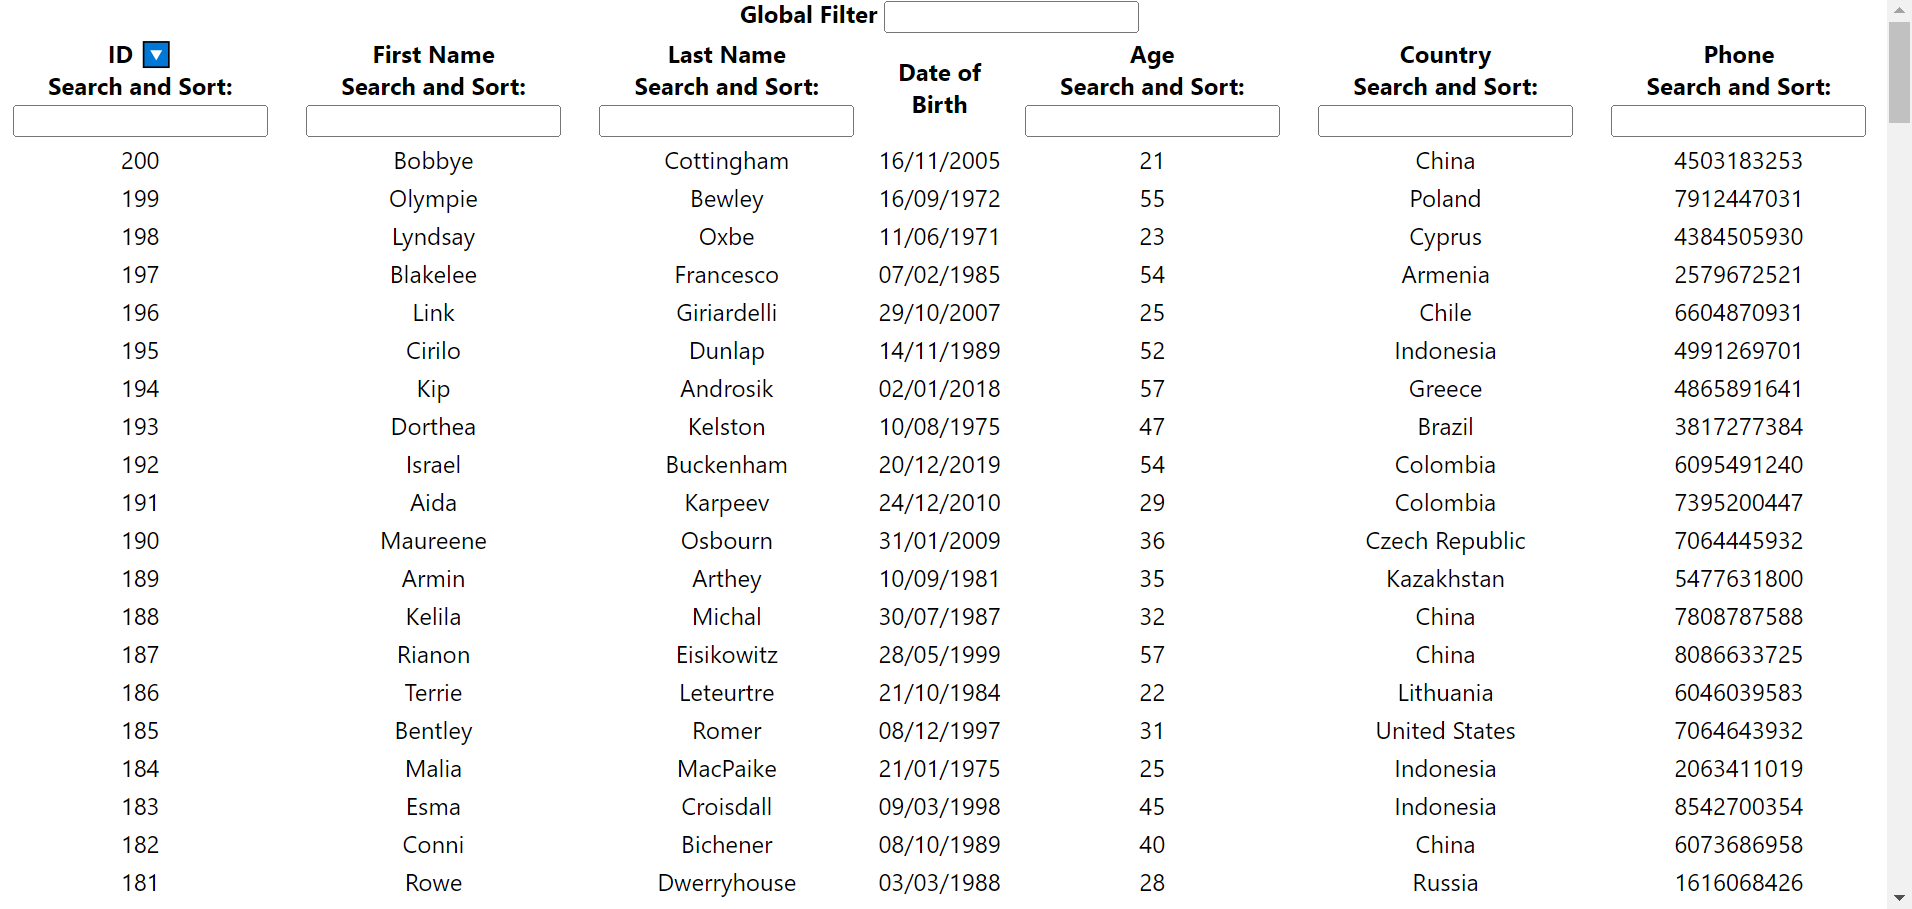 Global Filter
ID 🔽 First Name Last Name Date of Birth Age Country Phone
Search and Sort: Search and Sort: Search and Sort: Search and Sort: Search and Sort: Search and Sort:
200 Bobbye Cottingham 16/11/2005 21 China 4503183253
199 Olympie Bewley 16/09/1972 55 Poland 7912447031
198 Lyndsay Oxbe 11/06/1971 23 Cyprus 4384505930
197 Blakelee Francesco 07/02/1985 54 Armenia 2579672521
196 Link Giriardelli 29/10/2007 25 Chile 6604870931
195 Cirilo Dunlap 14/11/1989 52 Indonesia 4991269701
194 Kip Androsik 02/01/2018 57 Greece 4865891641
193 Dorthea Kelston 10/08/1975 47 Brazil 3817277384
192 Israel Buckenham 20/12/2019 54 Colombia 6095491240
191 Aida Karpeev 24/12/2010 29 Colombia 7395200447
190 Maureene Osbourn 31/01/2009 36 Czech Republic 7064445932
189 Armin Arthey 10/09/1981 35 Kazakhstan 5477631800
188 Kelila Michal 30/07/1987 32 China 7808787588
187 Rianon Eisikowitz 28/05/1999 57 China 8086633725
186 Terrie Leteurtre 21/10/1984 22 Lithuania 6046039583
185 Bentley Romer 08/12/1997 31 United States 7064643932
184 Malia MacPaike 21/01/1975 25 Indonesia 2063411019
183 Esma Croisdall 09/03/1998 45 Indonesia 8542700354
182 Conni Bichener 08/10/1989 40 China 6073686958
181 Rowe Dwerryhouse 03/03/1988 28 Russia 1616068426